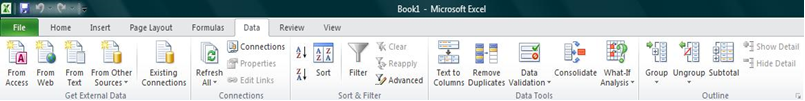 Book1 - Microsoft Excel
File Home Insert Page Layout Formulas Data Review View
From Access
From Web
From Text
From Other Sources
Existing Connections
Get External Data
Refresh All
Connections
Properties
Edit Links
Connections
A Z
Z A
Sort
Filter
Clear
Reapply
Advanced
Sort & Filter
Text to Columns
Remove Duplicates
Data Validation
Consolidate
What-If Analysis
Data Tools
Group
Ungroup
Subtotal
Show Detail
Hide Detail
Outline